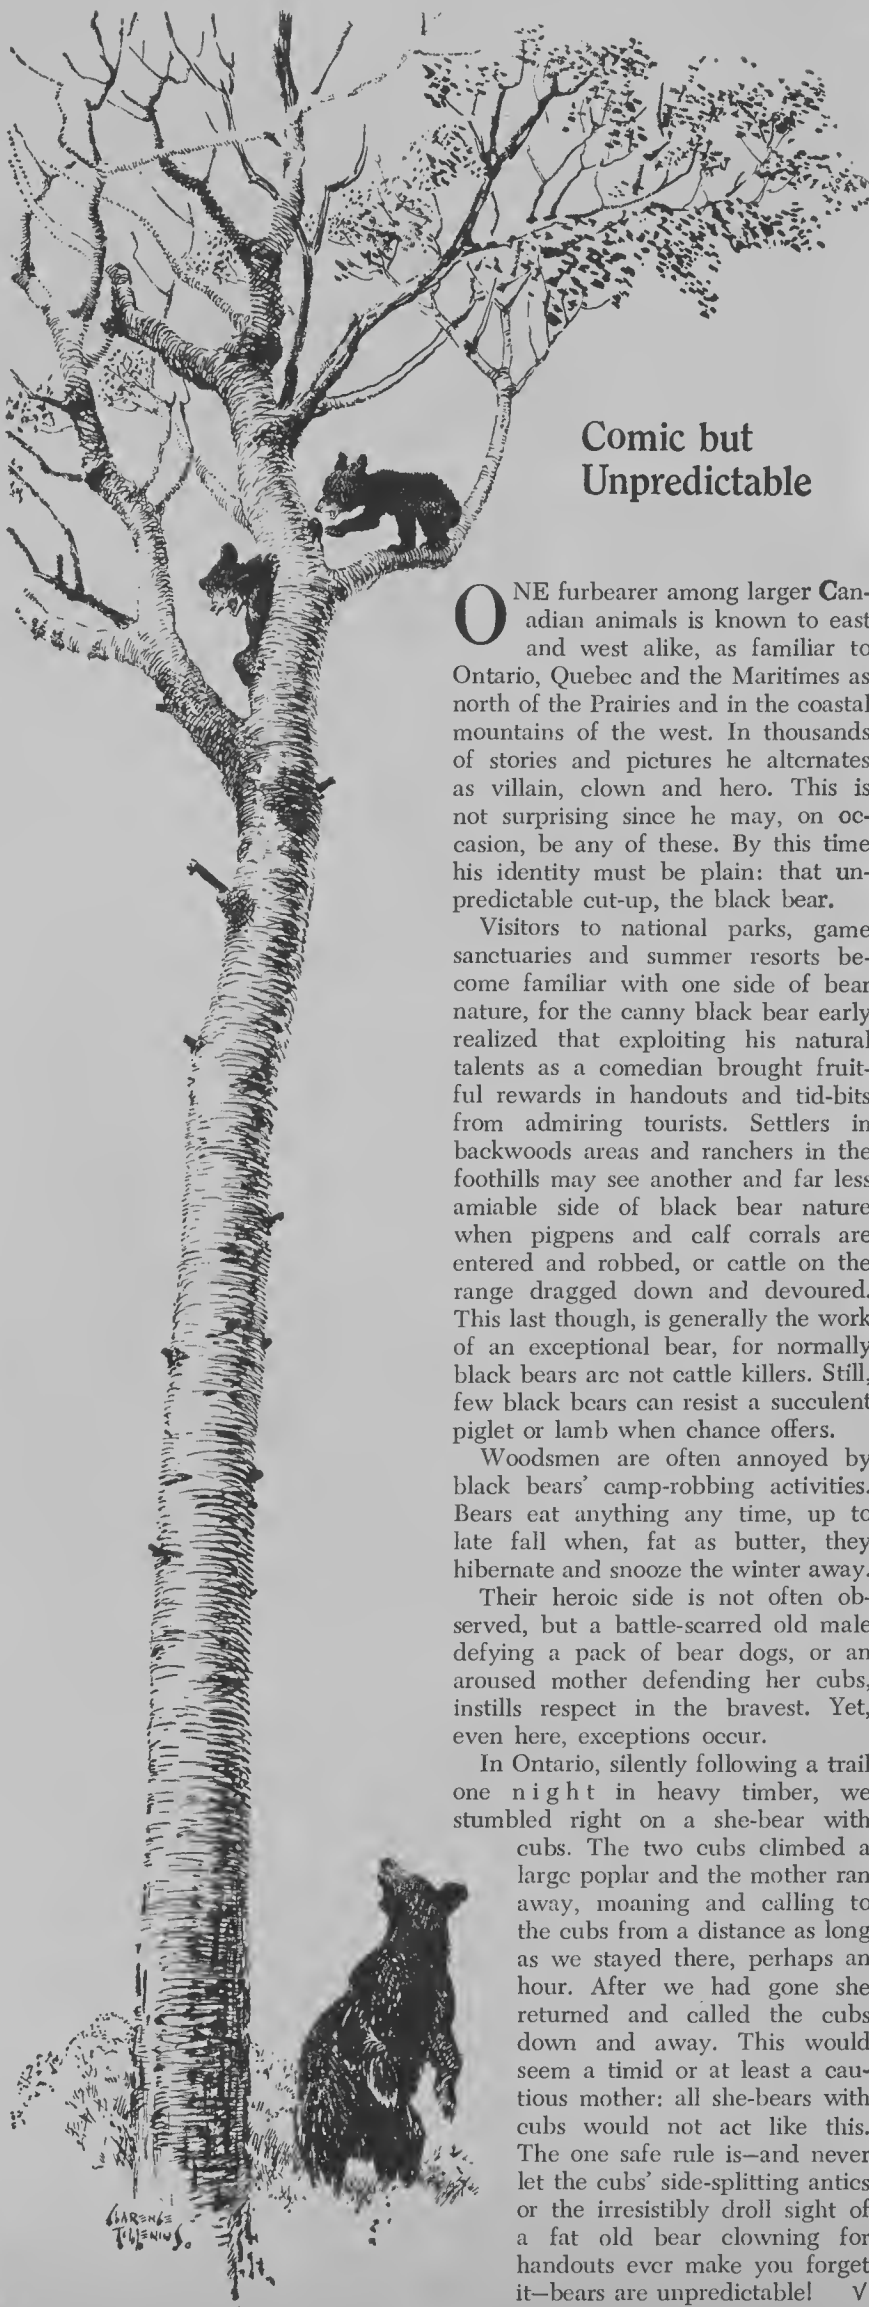 Comic but
Unpredictable
ONE furbearer among larger Can-
adian animals is known to east
and west alike, as familiar to
Ontario, Quebec and the Maritimes as
north of the Prairies and in the coastal
mountains of the west. In thousands
of stories and pictures he alternates
as villain, clown and hero. This is
not surprising since he may, on oc-
casion, be any of these. By this time
his identity must be plain: that un-
predictable cut-up, the black bear.
Visitors to national parks, game
sanctuaries and summer resorts be-
come familiar with one side of bear
nature, for the canny black bear early
realized that exploiting his natural
talents as a comedian brought fruit-
ful rewards in handouts and tid-bits
from admiring tourists. Settlers in
backwoods areas and ranchers in the
foothills may see another and far less
amiable side of black bear nature
when pigpens and calf corrals are
entered and robbed, or cattle on the
range dragged down and devoured.
This last though, is generally the work
of an exceptional bear, for normally
black bears are not cattle killers. Still,
few black bears can resist a succulent
piglet or lamb when chance offers.
Woodsmen are often annoyed by
black bears' camp-robbing activities.
Bears eat anything any time, up to
late fall when, fat as butter, they
hibernate and snooze the winter away.
Their heroic side is not often ob-
served, but a battle-scarred old male
defying a pack of bear dogs, or an
aroused mother defending her cubs,
instills respect in the bravest. Yet,
even here, exceptions occur.
In Ontario, silently following a trail
one night in heavy timber, we
stumbled right on a she-bear with
cubs. The two cubs climbed a
large poplar and the mother ran
away, moaning and calling to
the cubs from a distance as long
as we stayed there, perhaps an
hour. After we had gone she
returned and called the cubs
down and away. This would
seem a timid or at least a cau-
tious mother: all she-bears with
cubs would not act like this.
The one safe rule is—and never
let the cubs' side-splitting antics
or the irresistibly droll sight of
a fat old bear clowning for
handouts ever make you forget
it—bears are unpredictable! V
CLARENCE
TILLENIUS.